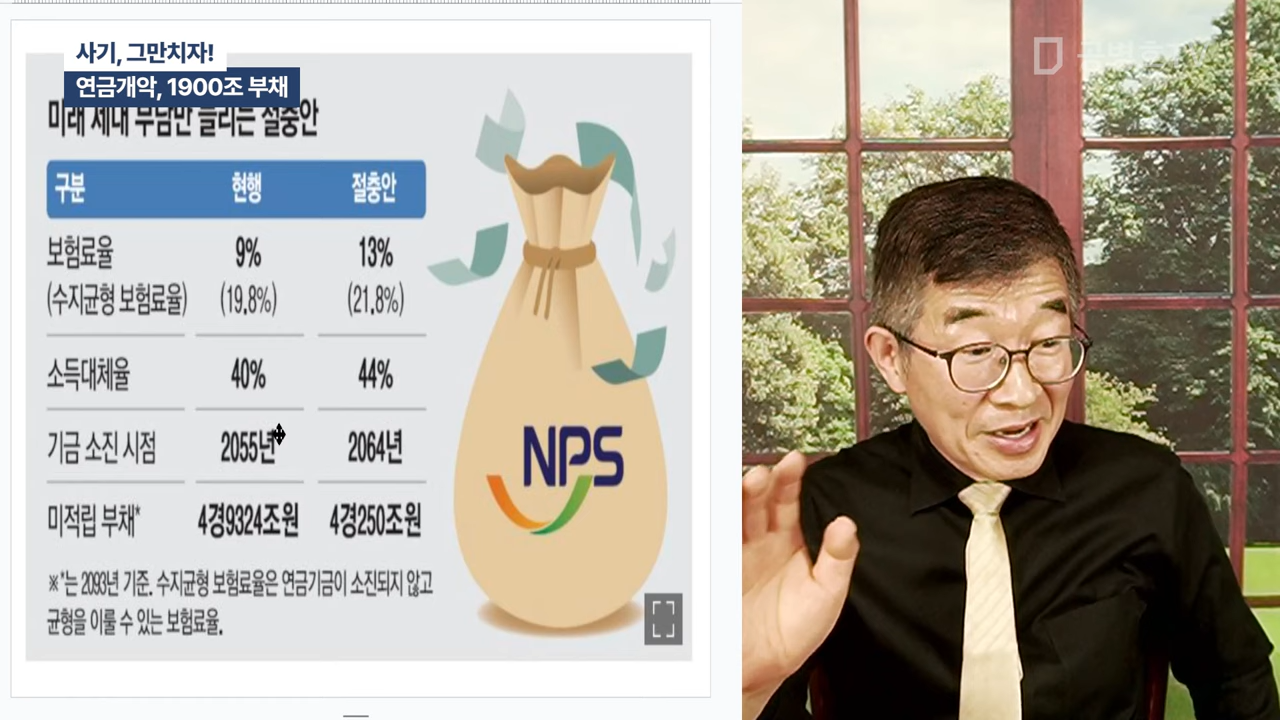 사기, 그만치자!
연금개악, 1900조 부채
미래 세대 부담만 늘리는 절충안
구분 현행 절충안
보험료율 9% 13%
(수지균형 보험료율) (19.8%) (21.8%)
소득대체율 40% 44%
기금 소진 시점 2055년 2064년
미적립 부채* 4경9324조원 4경250조원
※*는 2093년 기준. 수지균형 보험료율은 연금기금이 소진되지 않고
균형을 이룰 수 있는 보험료율.
NPS